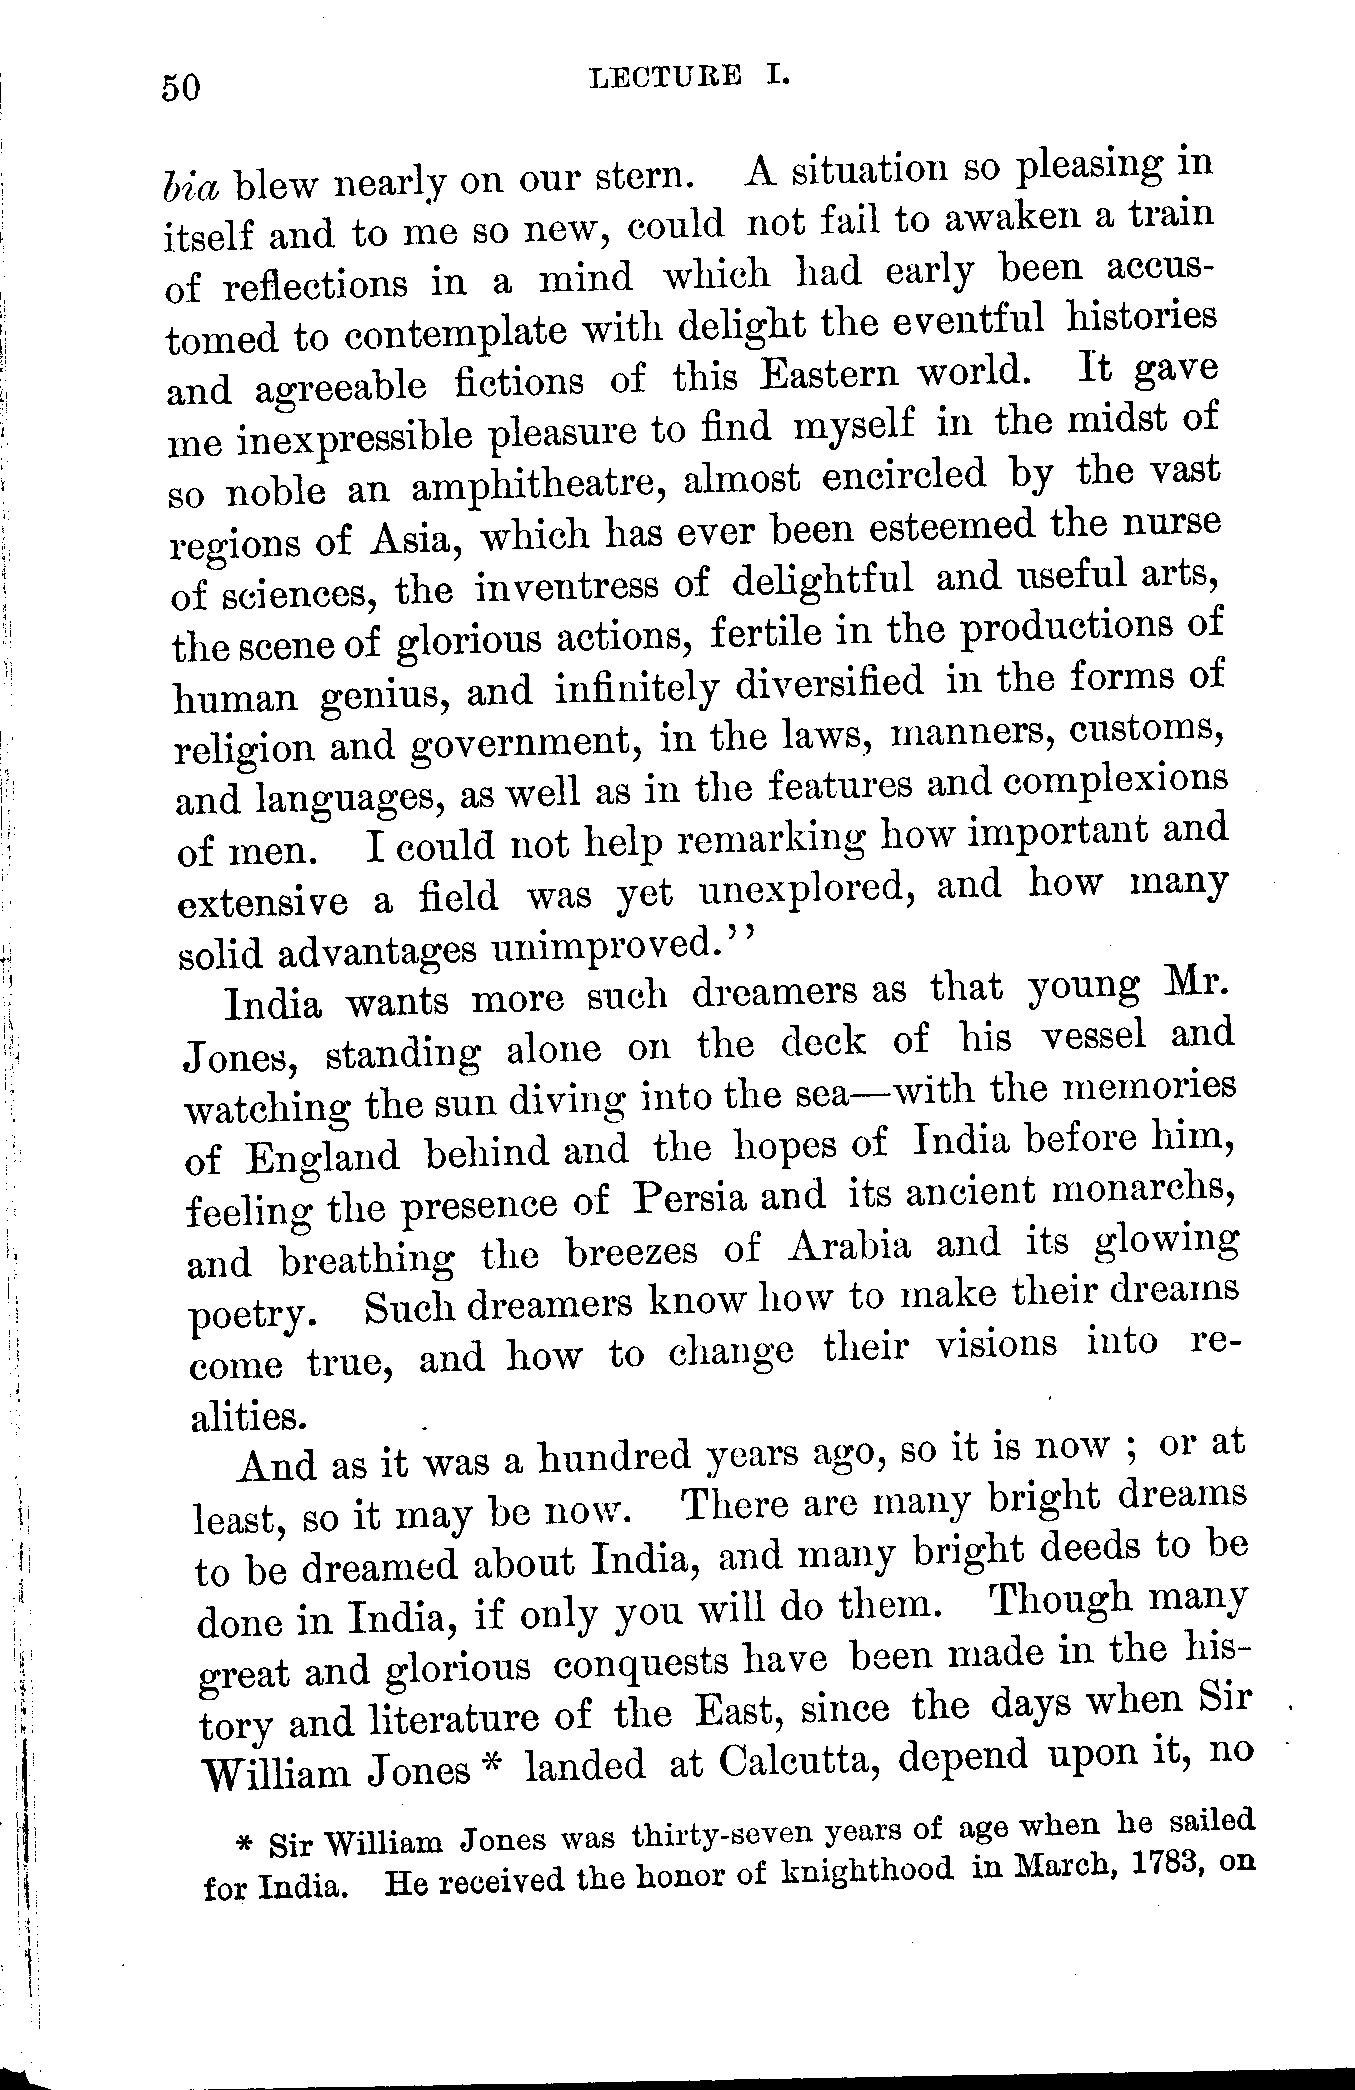 50
LECTURE I.
bia blew nearly on our stern. A situation so pleasing in
itself and to me so new, could not fail to awaken a train
of reflections in a mind which had early been accus-
tomed to contemplate with delight the eventful histories
and agreeable fictions of this Eastern world. It gave
me inexpressible pleasure to find myself in the midst of
so noble an amphitheatre, almost encircled by the vast
regions of Asia, which has ever been esteemed the nurse
of sciences, the inventress of delightful and useful arts,
the scene of glorious actions, fertile in the productions of
human genius, and infinitely diversified in the forms of
religion and government, in the laws, manners, customs,
and languages, as well as in the features and complexions
of men. I could not help remarking how important and
extensive a field was yet unexplored, and how many
solid advantages unimproved.’’
India wants more such dreamers as that young Mr.
Jones, standing alone on the deck of his vessel and
watching the sun diving into the sea—with the memories
of England behind and the hopes of India before him,
feeling the presence of Persia and its ancient monarchs,
and breathing the breezes of Arabia and its glowing
poetry. Such dreamers know how to make their dreams
come true, and how to change their visions into re-
alities.
And as it was a hundred years ago, so it is now ; or at
least, so it may be now. There are many bright dreams
to be dreamed about India, and many bright deeds to be
done in India, if only you will do them. Though many
great and glorious conquests have been made in the his-
tory and literature of the East, since the days when Sir
William Jones * landed at Calcutta, depend upon it, no
* Sir William Jones was thirty-seven years of age when he sailed
for India. He received the honor of knighthood in March, 1783, on